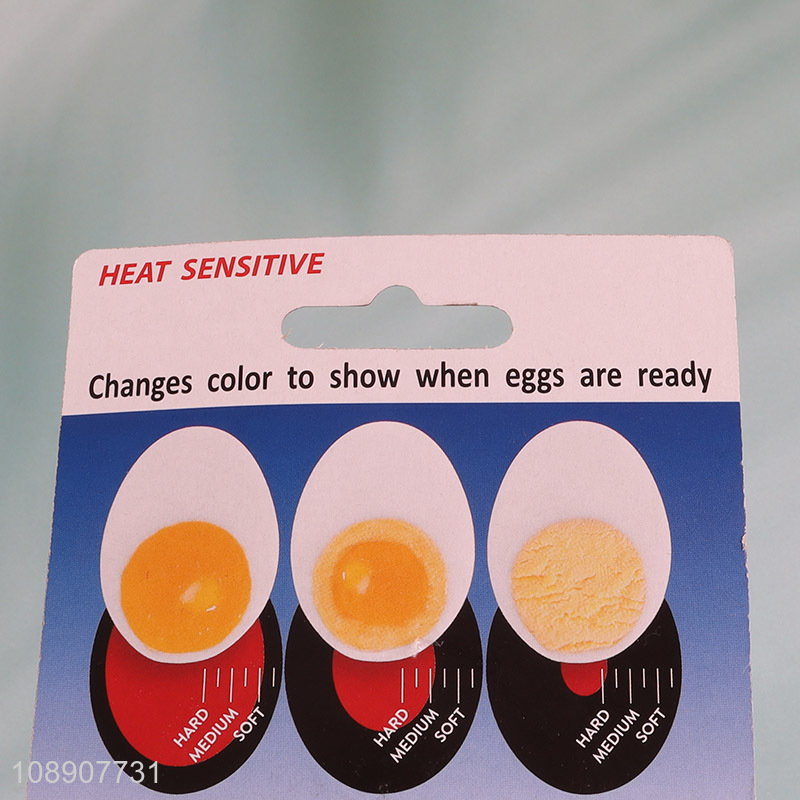 HEAT SENSITIVE
Changes color to show when eggs are ready
HARD
MEDIUM
SOFT
HARD
MEDIUM
SOFT
HARD
MEDIUM
SOFT
108907731